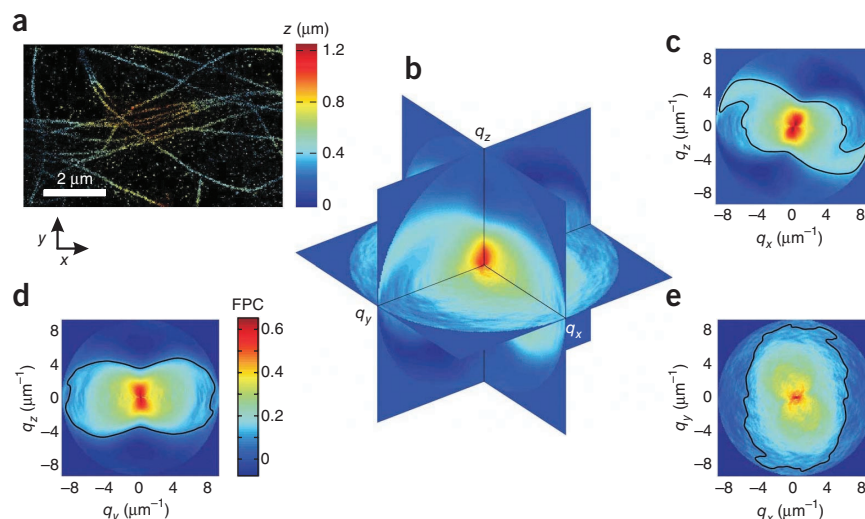 a
z (μm)
1.2
0.8
0.4
0
2 μm
y
x
b
q_z
q_y
q_x
c
8
4
0
−4
−8
q_z (μm⁻¹)
−8 −4 0 4 8
q_x (μm⁻¹)
d
8
4
0
−4
−8
q_z (μm⁻¹)
−8 −4 0 4 8
q_y (μm⁻¹)
FPC
0.6
0.4
0.2
0
e
8
4
0
−4
−8
q_y (μm⁻¹)
−8 −4 0 4 8
q_x (μm⁻¹)